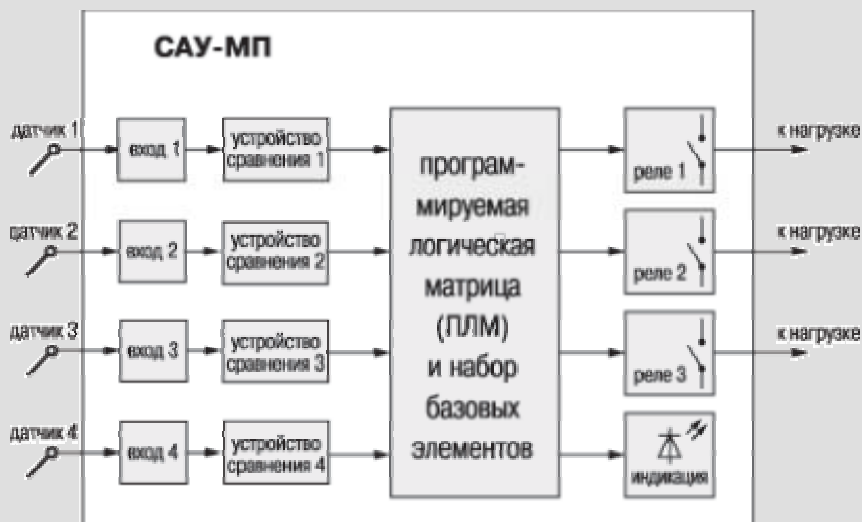 САУ-МП
датчик 1
вход 1
устройство
сравнения 1
реле 1
к нагрузке
датчик 2
вход 2
устройство
сравнения 2
реле 2
к нагрузке
датчик 3
вход 3
устройство
сравнения 3
реле 3
к нагрузке
датчик 4
вход 4
устройство
сравнения 4
програм-
мируемая
логическая
матрица
(ПЛМ)
и набор
базовых
элементов
индикация